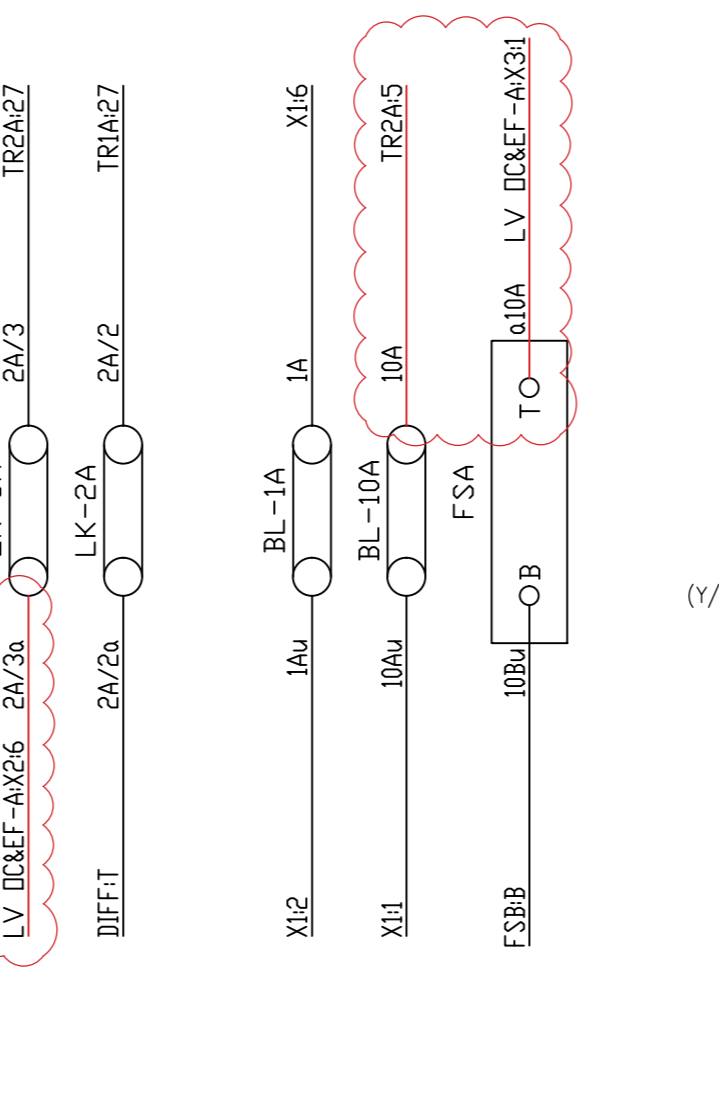 TR2A:27
2A/3
2A/3a
LV OC&EF-A:X2:6
TR1A:27
2A/2
LK-2A
2A/2a
DIFF:T
X1:6
1A
BL-1A
1Au
X1:2
TR2A:5
10A
BL-10A
10Au
X1:1
FSA
LV OC&EF-A:X3:1
a10A
T
B
10Bu
FSB:B
(Y/